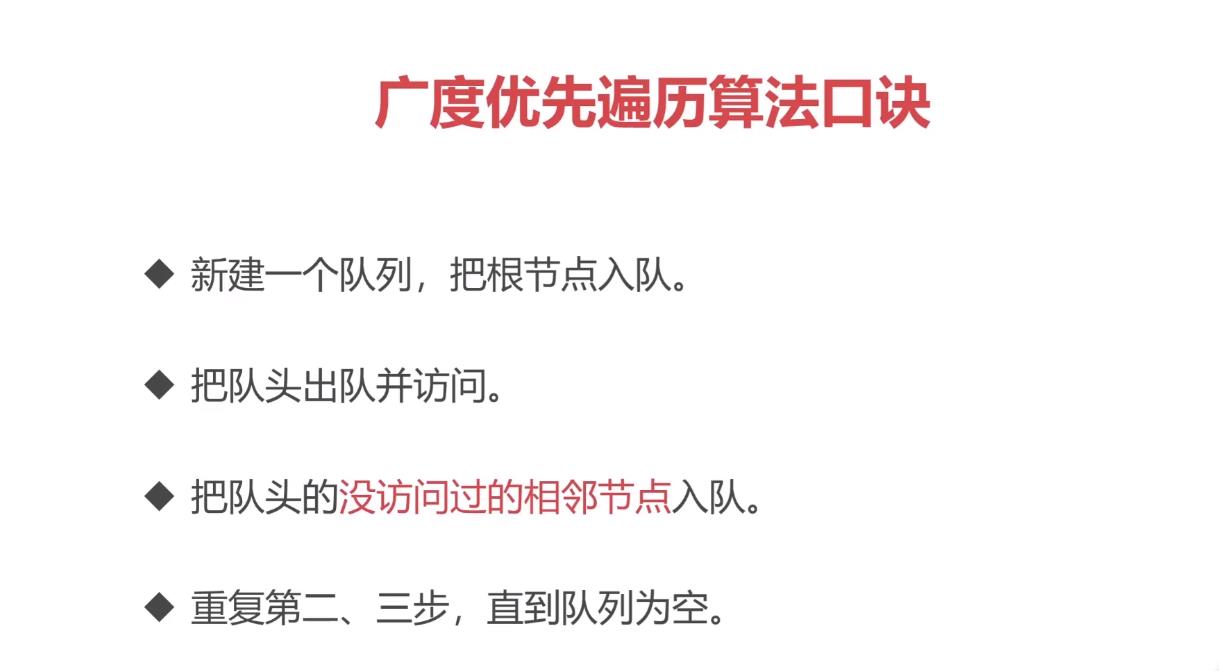 广度优先遍历算法口诀
◆ 新建一个队列，把根节点入队。
◆ 把队头出队并访问。
◆ 把队头的没访问过的相邻节点入队。
◆ 重复第二、三步，直到队列为空。